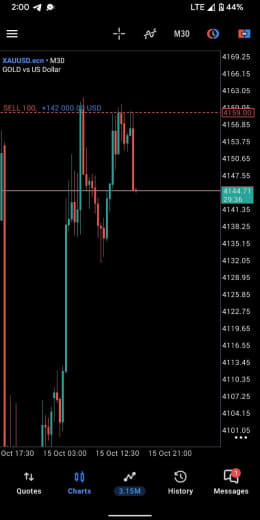 2:00
LTE 44%
M30
XAUUSD.ecn • M30
GOLD vs US Dollar
4169.25
4166.15
4163.05
SELL 100, +142 000.00 USD
4159.00
4156.85
4153.75
4150.65
4147.55
4144.71
29:36
4141.35
4138.25
4135.15
4132.05
4128.95
4125.85
4122.75
4119.65
4116.55
4113.45
4110.35
4107.25
4104.15
4101.05
Oct 17:30 15 Oct 03:00 15 Oct 12:30 15 Oct 21:00
Quotes
Charts
3.15M
History
Messages